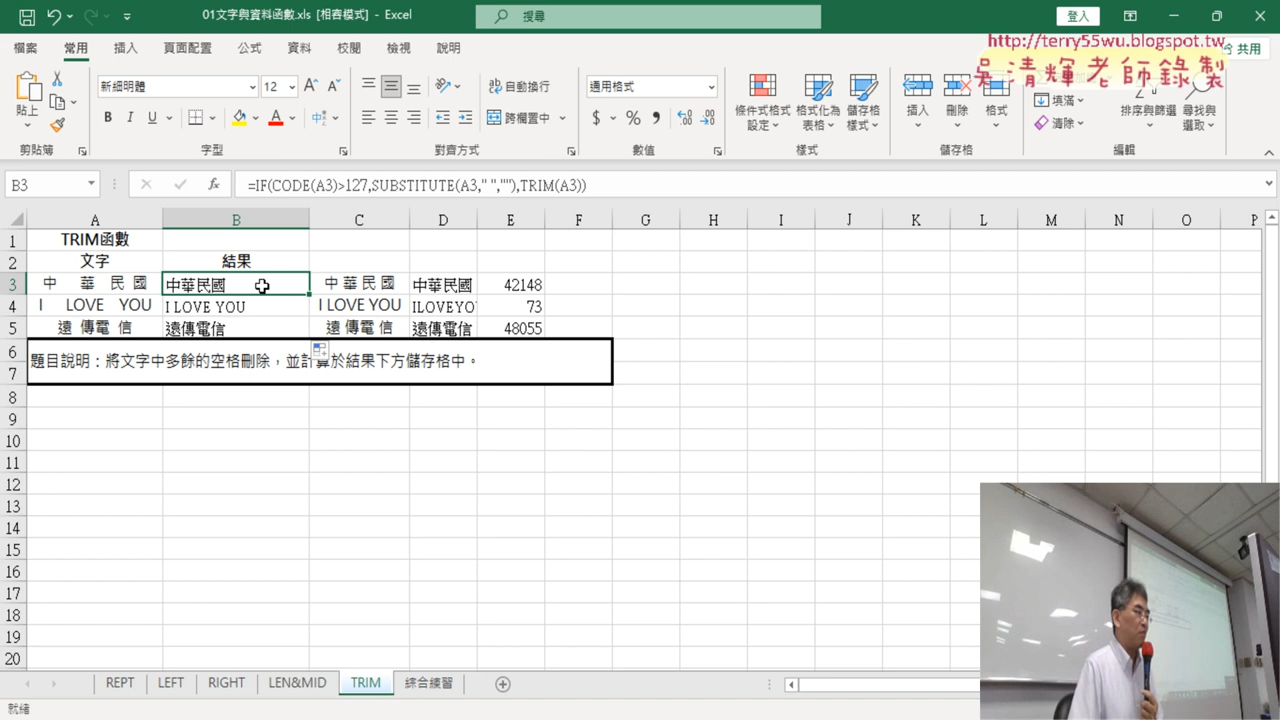 01文字與資料函數.xls [相容模式] - Excel
搜尋
登入
檔案 常用 插入 頁面配置 公式 資料 校閱 檢視 說明
共用
http://terry55wu.blogspot.tw
吳清輝老師錄製
貼上
新細明體 12
B I U A
自動換行
跨欄置中
通用格式
$ % ,
條件式格式設定
格式化為表格
儲存格樣式
插入 刪除 格式
填滿
清除
排序與篩選
尋找與選取
剪貼簿 字型 對齊方式 數值 樣式 儲存格 編輯
B3 fx =IF(CODE(A3)>127,SUBSTITUTE(A3," ",""),TRIM(A3))
A B C D E F G H I J K L M N O P
1 TRIM函數
2 文字 結果
3 中 華 民 國 中華民國 中 華 民 國 中華民國 42148
4 I LOVE YOU I LOVE YOU I LOVE YOU ILOVEYO 73
5 遠 傳電 信 遠傳電信 遠 傳電 信 遠傳電信 48055
6 題目說明：將文字中多餘的空格刪除，並計算於結果下方儲存格中。
7
8
9
10
11
12
13
14
15
16
17
18
19
20
REPT LEFT RIGHT LEN&MID TRIM 綜合練習
就緒